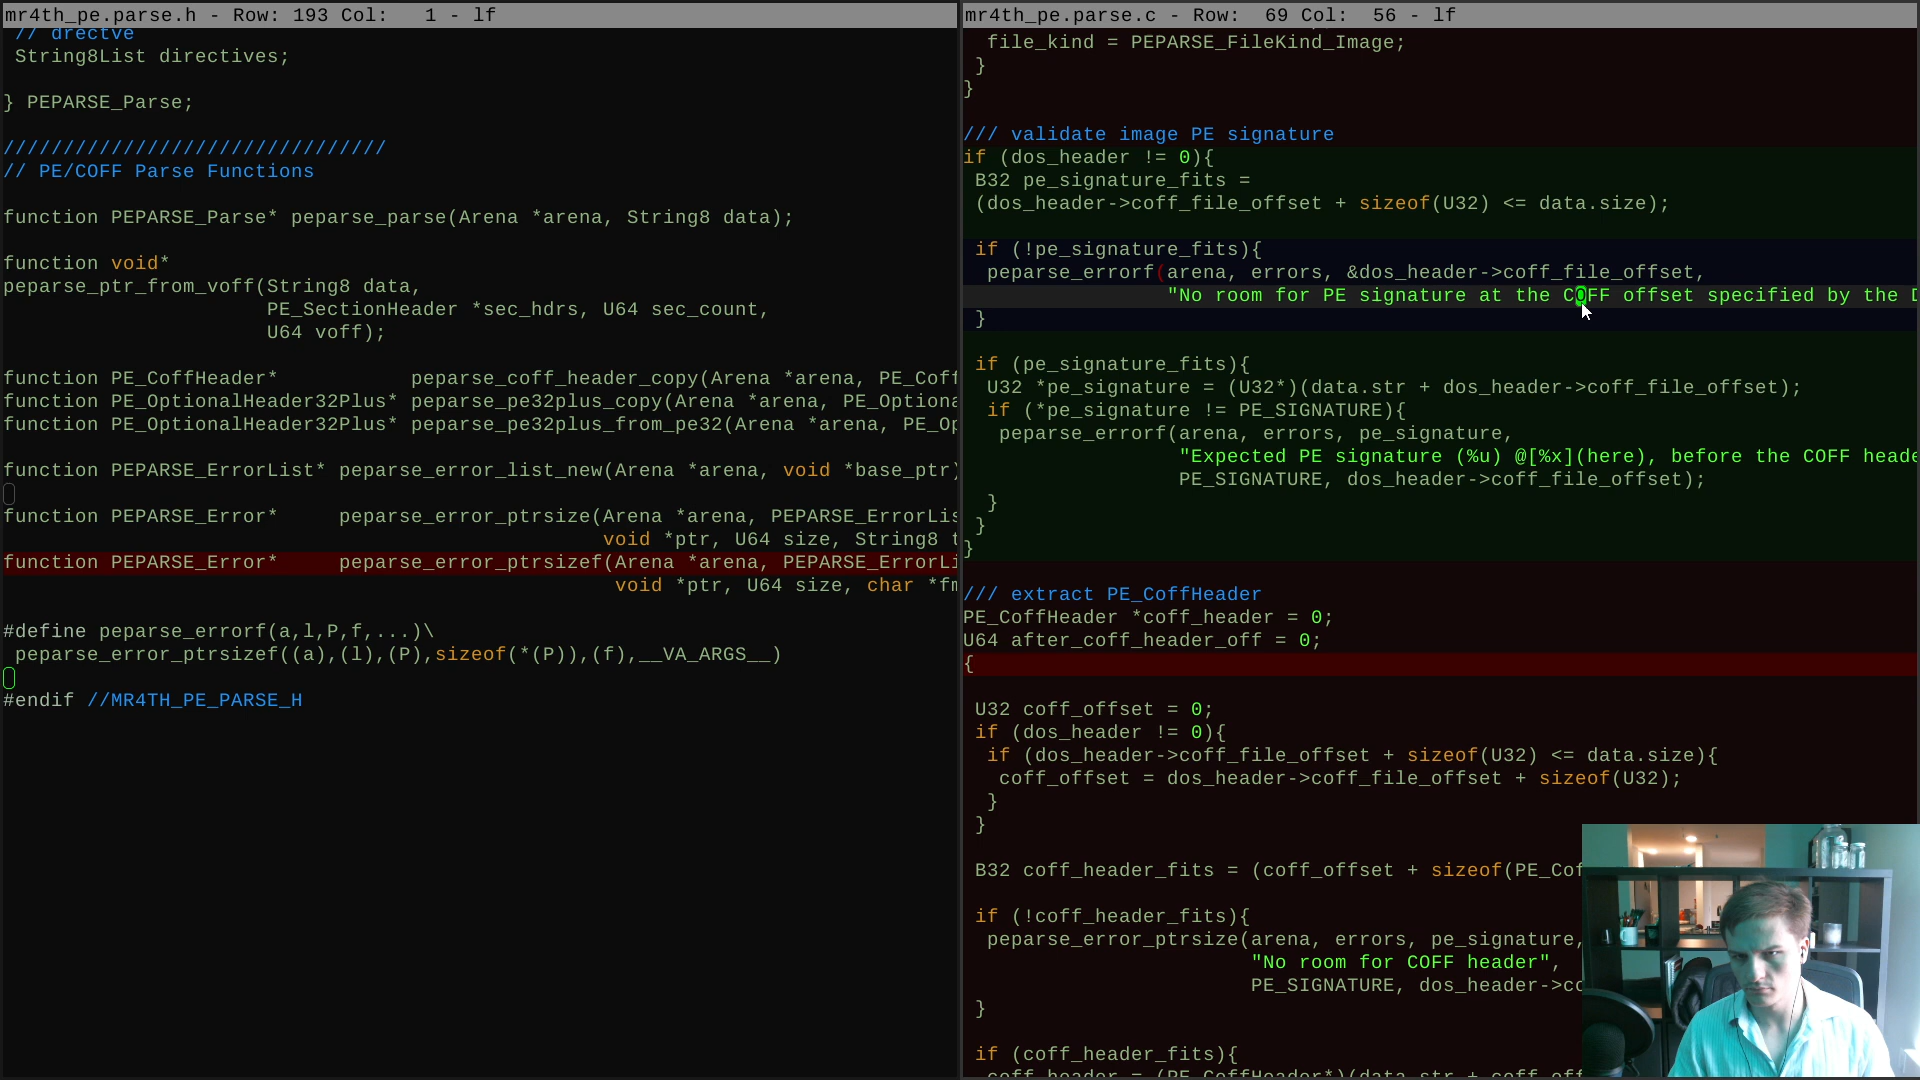 mr4th_pe.parse.h - Row: 193 Col:   1 - lf
// drectve
String8List directives;
} PEPARSE_Parse;
////////////////////////////////
// PE/COFF Parse Functions
function PEPARSE_Parse* peparse_parse(Arena *arena, String8 data);
function void*
peparse_ptr_from_voff(String8 data,
PE_SectionHeader *sec_hdrs, U64 sec_count,
U64 voff);
function PE_CoffHeader*           peparse_coff_header_copy(Arena *arena, PE_Coff
function PE_OptionalHeader32Plus* peparse_pe32plus_copy(Arena *arena, PE_Optiona
function PE_OptionalHeader32Plus* peparse_pe32plus_from_pe32(Arena *arena, PE_Op
function PEPARSE_ErrorList* peparse_error_list_new(Arena *arena, void *base_ptr)
function PEPARSE_Error*     peparse_error_ptrsize(Arena *arena, PEPARSE_ErrorLis
void *ptr, U64 size, String8 t
function PEPARSE_Error*     peparse_error_ptrsizef(Arena *arena, PEPARSE_ErrorLi
void *ptr, U64 size, char *fm
#define peparse_errorf(a,l,P,f,...)\
peparse_error_ptrsizef((a),(l),(P),sizeof(*(P)),(f),__VA_ARGS__)
#endif //MR4TH_PE_PARSE_H
mr4th_pe.parse.c - Row:  69 Col:  56 - lf
file_kind = PEPARSE_FileKind_Image;
}
}
/// validate image PE signature
if (dos_header != 0){
B32 pe_signature_fits =
(dos_header->coff_file_offset + sizeof(U32) <= data.size);
if (!pe_signature_fits){
peparse_errorf(arena, errors, &dos_header->coff_file_offset,
"No room for PE signature at the COFF offset specified by the D
}
if (pe_signature_fits){
U32 *pe_signature = (U32*)(data.str + dos_header->coff_file_offset);
if (*pe_signature != PE_SIGNATURE){
peparse_errorf(arena, errors, pe_signature,
"Expected PE signature (%u) @[%x](here), before the COFF heade
PE_SIGNATURE, dos_header->coff_file_offset);
}
}
}
/// extract PE_CoffHeader
PE_CoffHeader *coff_header = 0;
U64 after_coff_header_off = 0;
{
U32 coff_offset = 0;
if (dos_header != 0){
if (dos_header->coff_file_offset + sizeof(U32) <= data.size){
coff_offset = dos_header->coff_file_offset + sizeof(U32);
}
}
B32 coff_header_fits = (coff_offset + sizeof(PE_Cof
if (!coff_header_fits){
peparse_error_ptrsize(arena, errors, pe_signature,
"No room for COFF header",
PE_SIGNATURE, dos_header->co
}
if (coff_header_fits){
coff_header = (PE_CoffHeader*)(data.str + coff_off